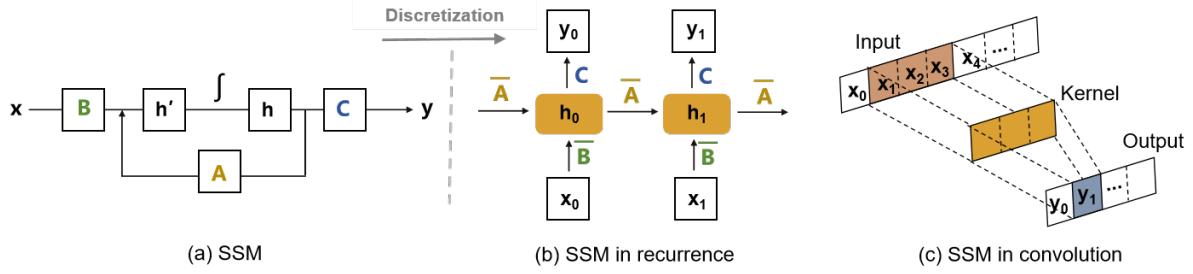 Discretization
x B h′ ∫ h C y
A
y₀ y₁
C C
A̅ h₀ A̅ h₁ A̅
B̅ B̅
x₀ x₁
Input
x₀ x₁ x₂ x₃ x₄ ...
Kernel
Output
y₀ y₁ ...
(a) SSM
(b) SSM in recurrence
(c) SSM in convolution